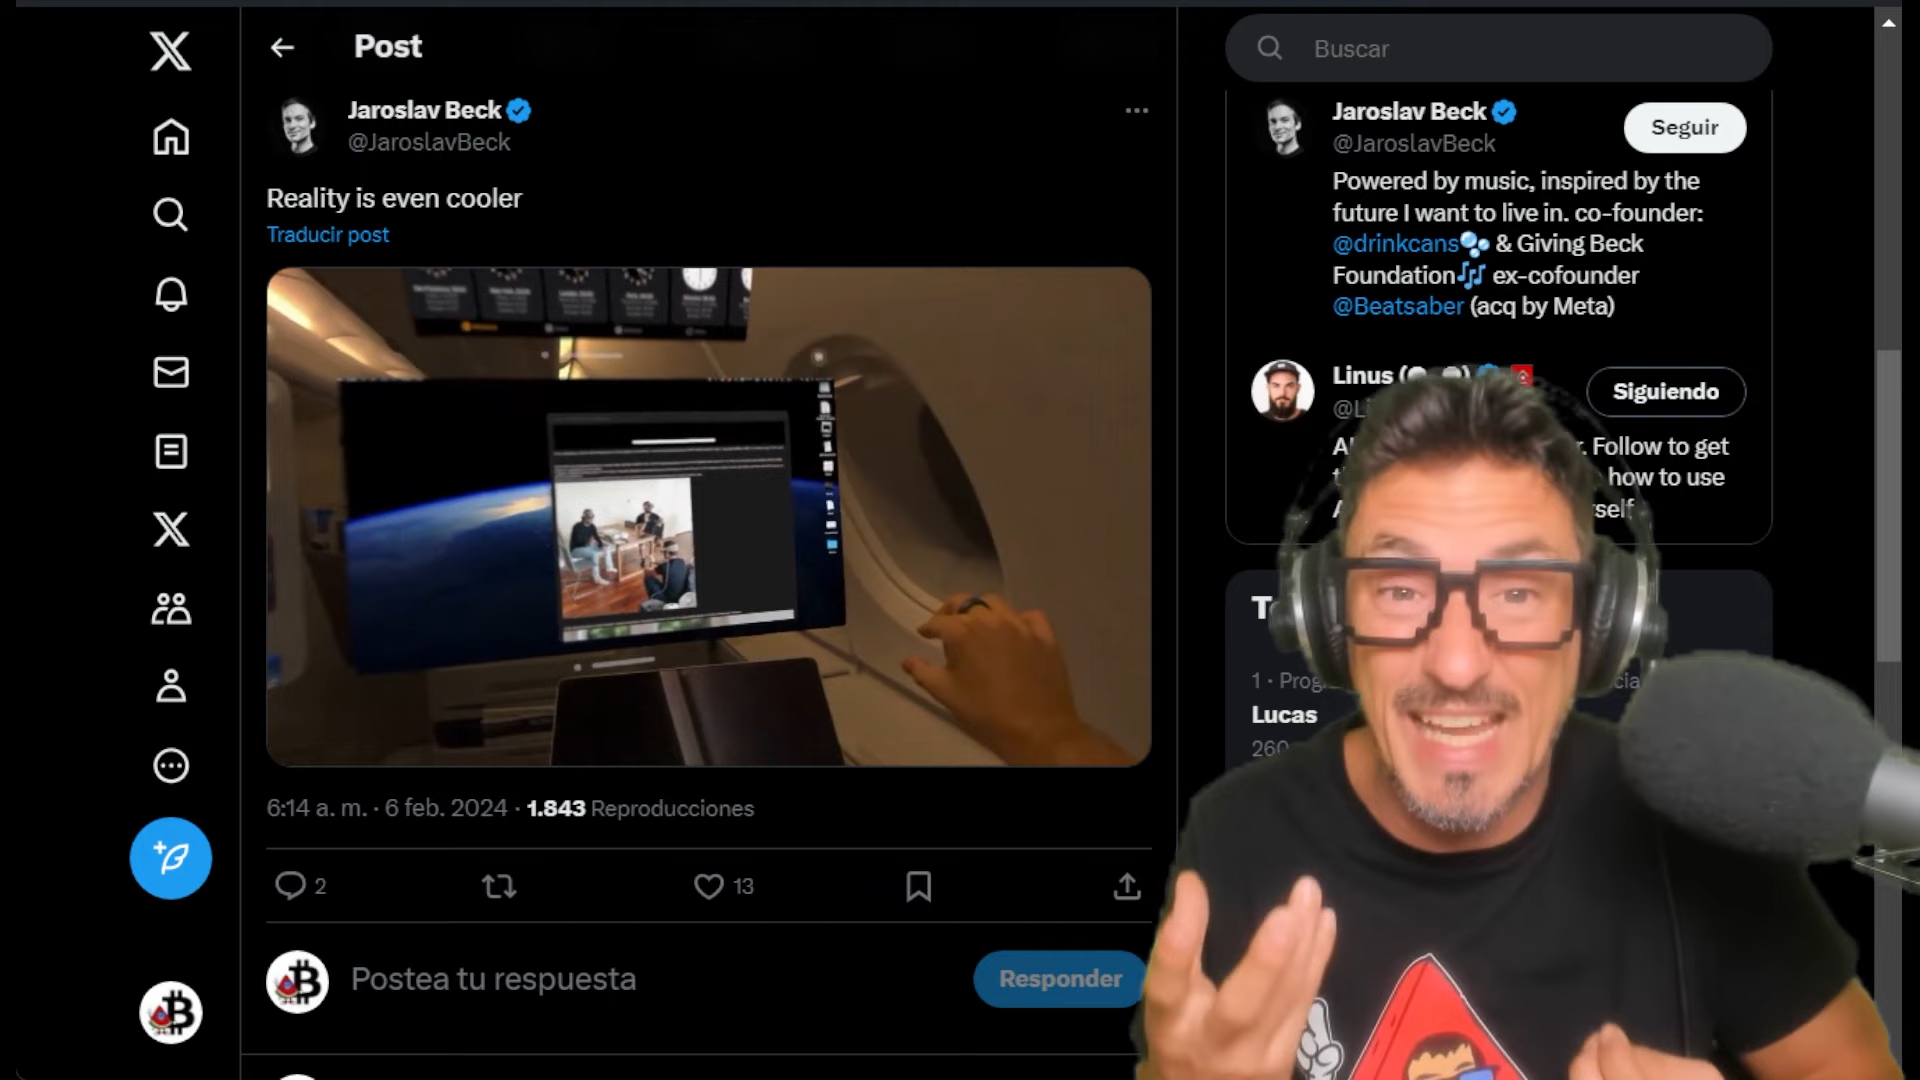 Post
Jaroslav Beck
@JaroslavBeck
Reality is even cooler
Traducir post
6:14 a. m. · 6 feb. 2024 · 1.843 Reproducciones
2
13
Postea tu respuesta
Responder
Buscar
Jaroslav Beck
@JaroslavBeck
Seguir
Powered by music, inspired by the
future I want to live in. co-founder:
@drinkcans🫧 & Giving Beck
Foundation🎶 ex-cofounder
@Beatsaber (acq by Meta)
Linus
Siguiendo
Follow to get
how to use
1 ·
Lucas
260